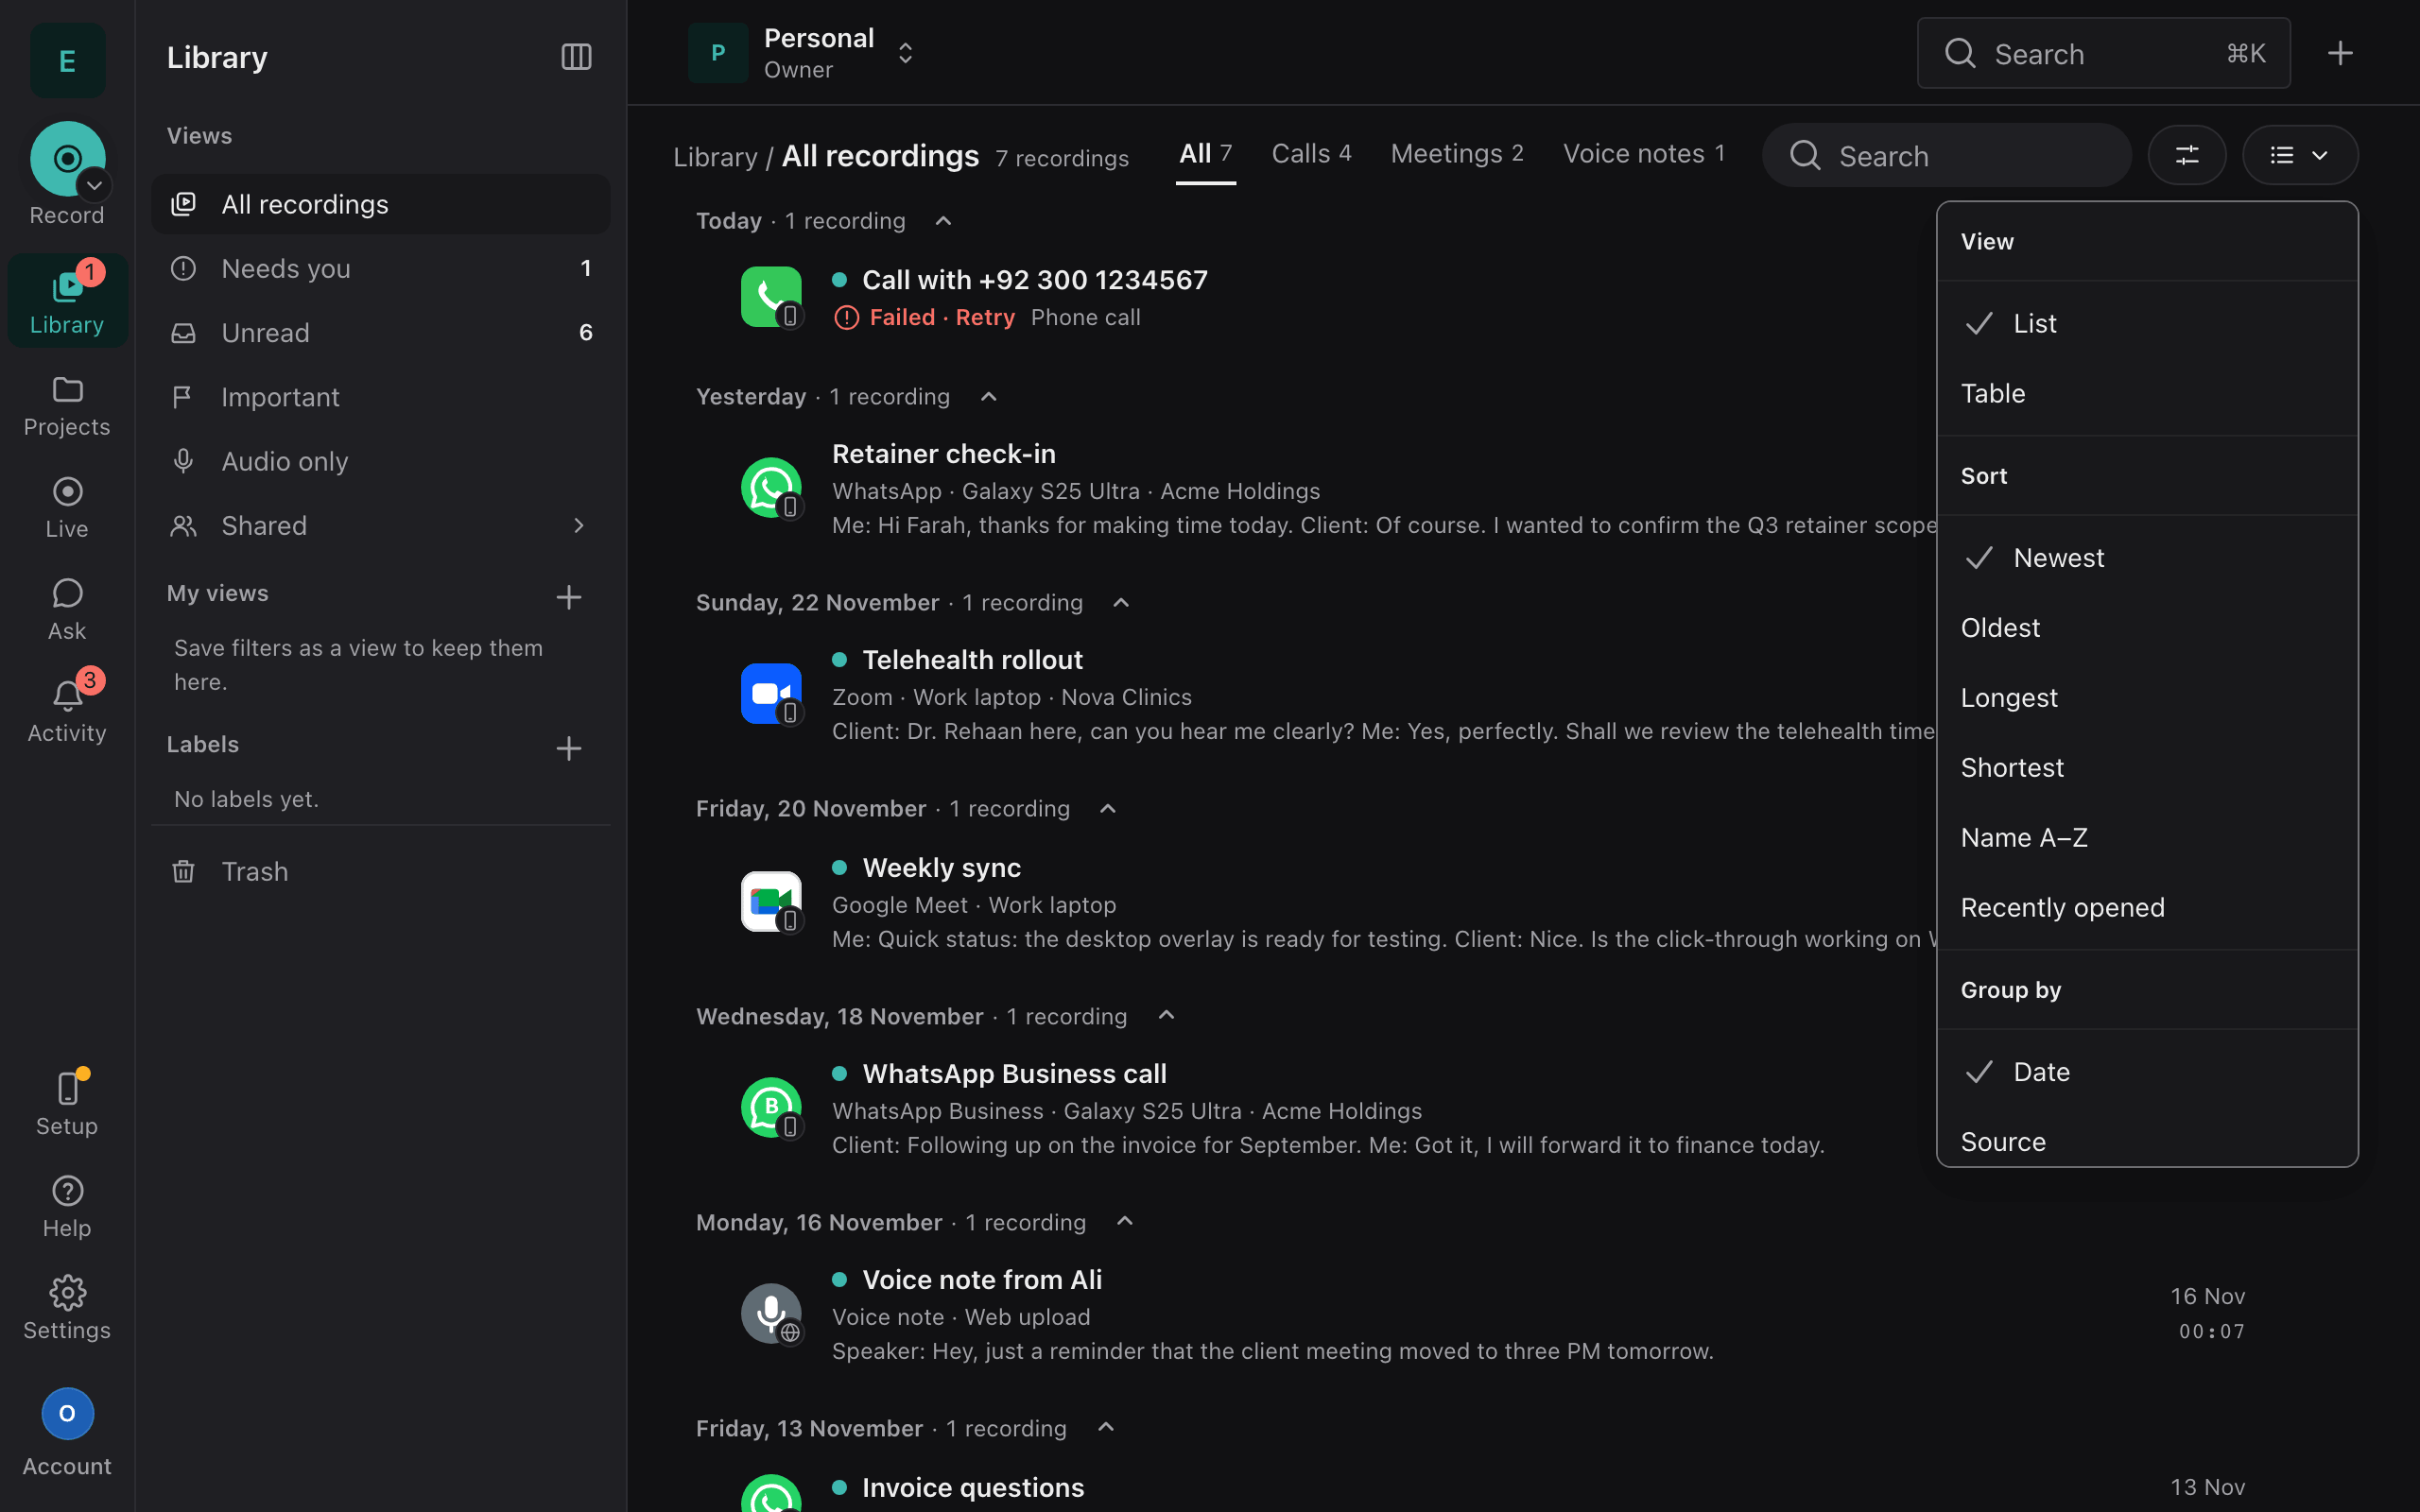 E
Record
1
Library
Projects
Live
Ask
3
Activity
Setup
Help
Settings
O
Account
Library
Views
All recordings
Needs you 1
Unread 6
Important
Audio only
Shared
My views
Save filters as a view to keep them
here.
Labels
No labels yet.
Trash
P
Personal
Owner
Search ⌘K
Library / All recordings 7 recordings
All 7 Calls 4 Meetings 2 Voice notes 1
Search
Today · 1 recording
Call with +92 300 1234567
Failed · Retry Phone call
Yesterday · 1 recording
Retainer check-in
WhatsApp · Galaxy S25 Ultra · Acme Holdings
Me: Hi Farah, thanks for making time today. Client: Of course. I wanted to confirm the Q3 retainer scope
Sunday, 22 November · 1 recording
Telehealth rollout
Zoom · Work laptop · Nova Clinics
Client: Dr. Rehaan here, can you hear me clearly? Me: Yes, perfectly. Shall we review the telehealth time
Friday, 20 November · 1 recording
Weekly sync
Google Meet · Work laptop
Me: Quick status: the desktop overlay is ready for testing. Client: Nice. Is the click-through working on
Wednesday, 18 November · 1 recording
B
WhatsApp Business call
WhatsApp Business · Galaxy S25 Ultra · Acme Holdings
Client: Following up on the invoice for September. Me: Got it, I will forward it to finance today.
Monday, 16 November · 1 recording
Voice note from Ali
Voice note · Web upload
Speaker: Hey, just a reminder that the client meeting moved to three PM tomorrow.
16 Nov
00:07
Friday, 13 November · 1 recording
Invoice questions
13 Nov
View
List
Table
Sort
Newest
Oldest
Longest
Shortest
Name A–Z
Recently opened
Group by
Date
Source